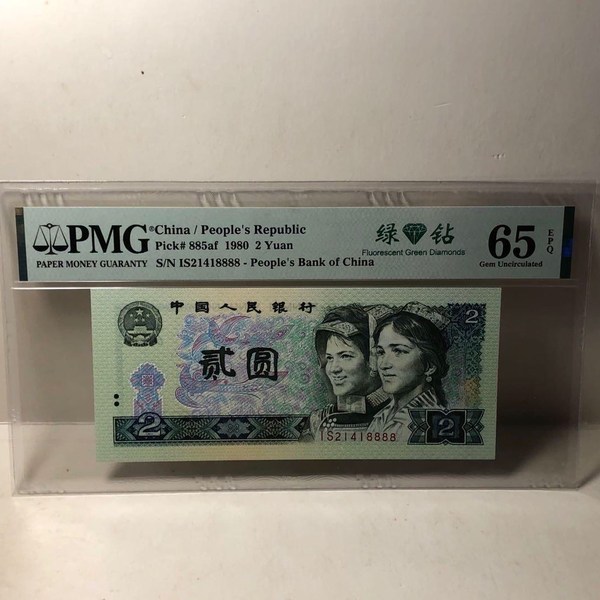 PMG®
PAPER MONEY GUARANTY
China / People's Republic
Pick# 885af 1980 2 Yuan
S/N IS21418888 - People's Bank of China
绿 钻
Fluorescent Green Diamonds
65
EPQ
Gem Uncirculated
中国人民银行
2
贰圆
2
IS21418888
2